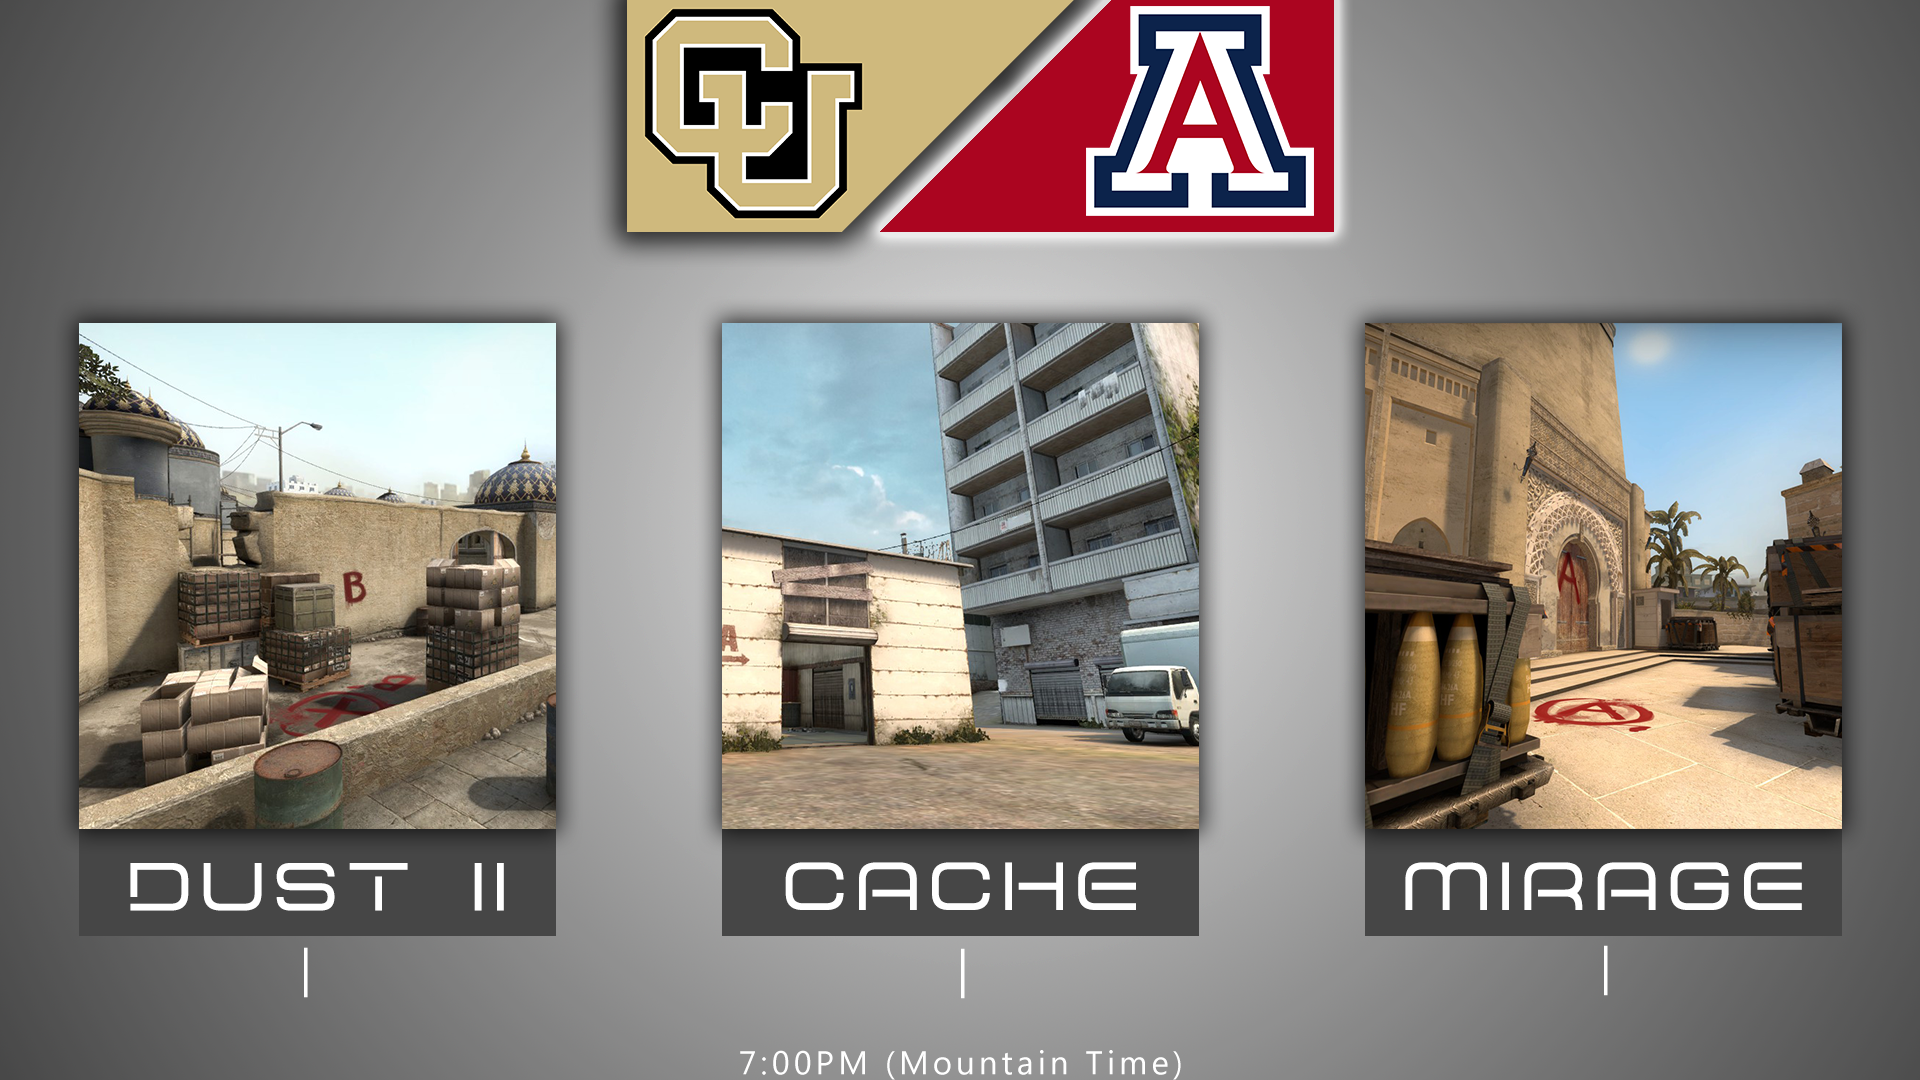 CU
A
B
A
A
A
DUST II
CACHE
MIRAGE
7:00PM (Mountain Time)